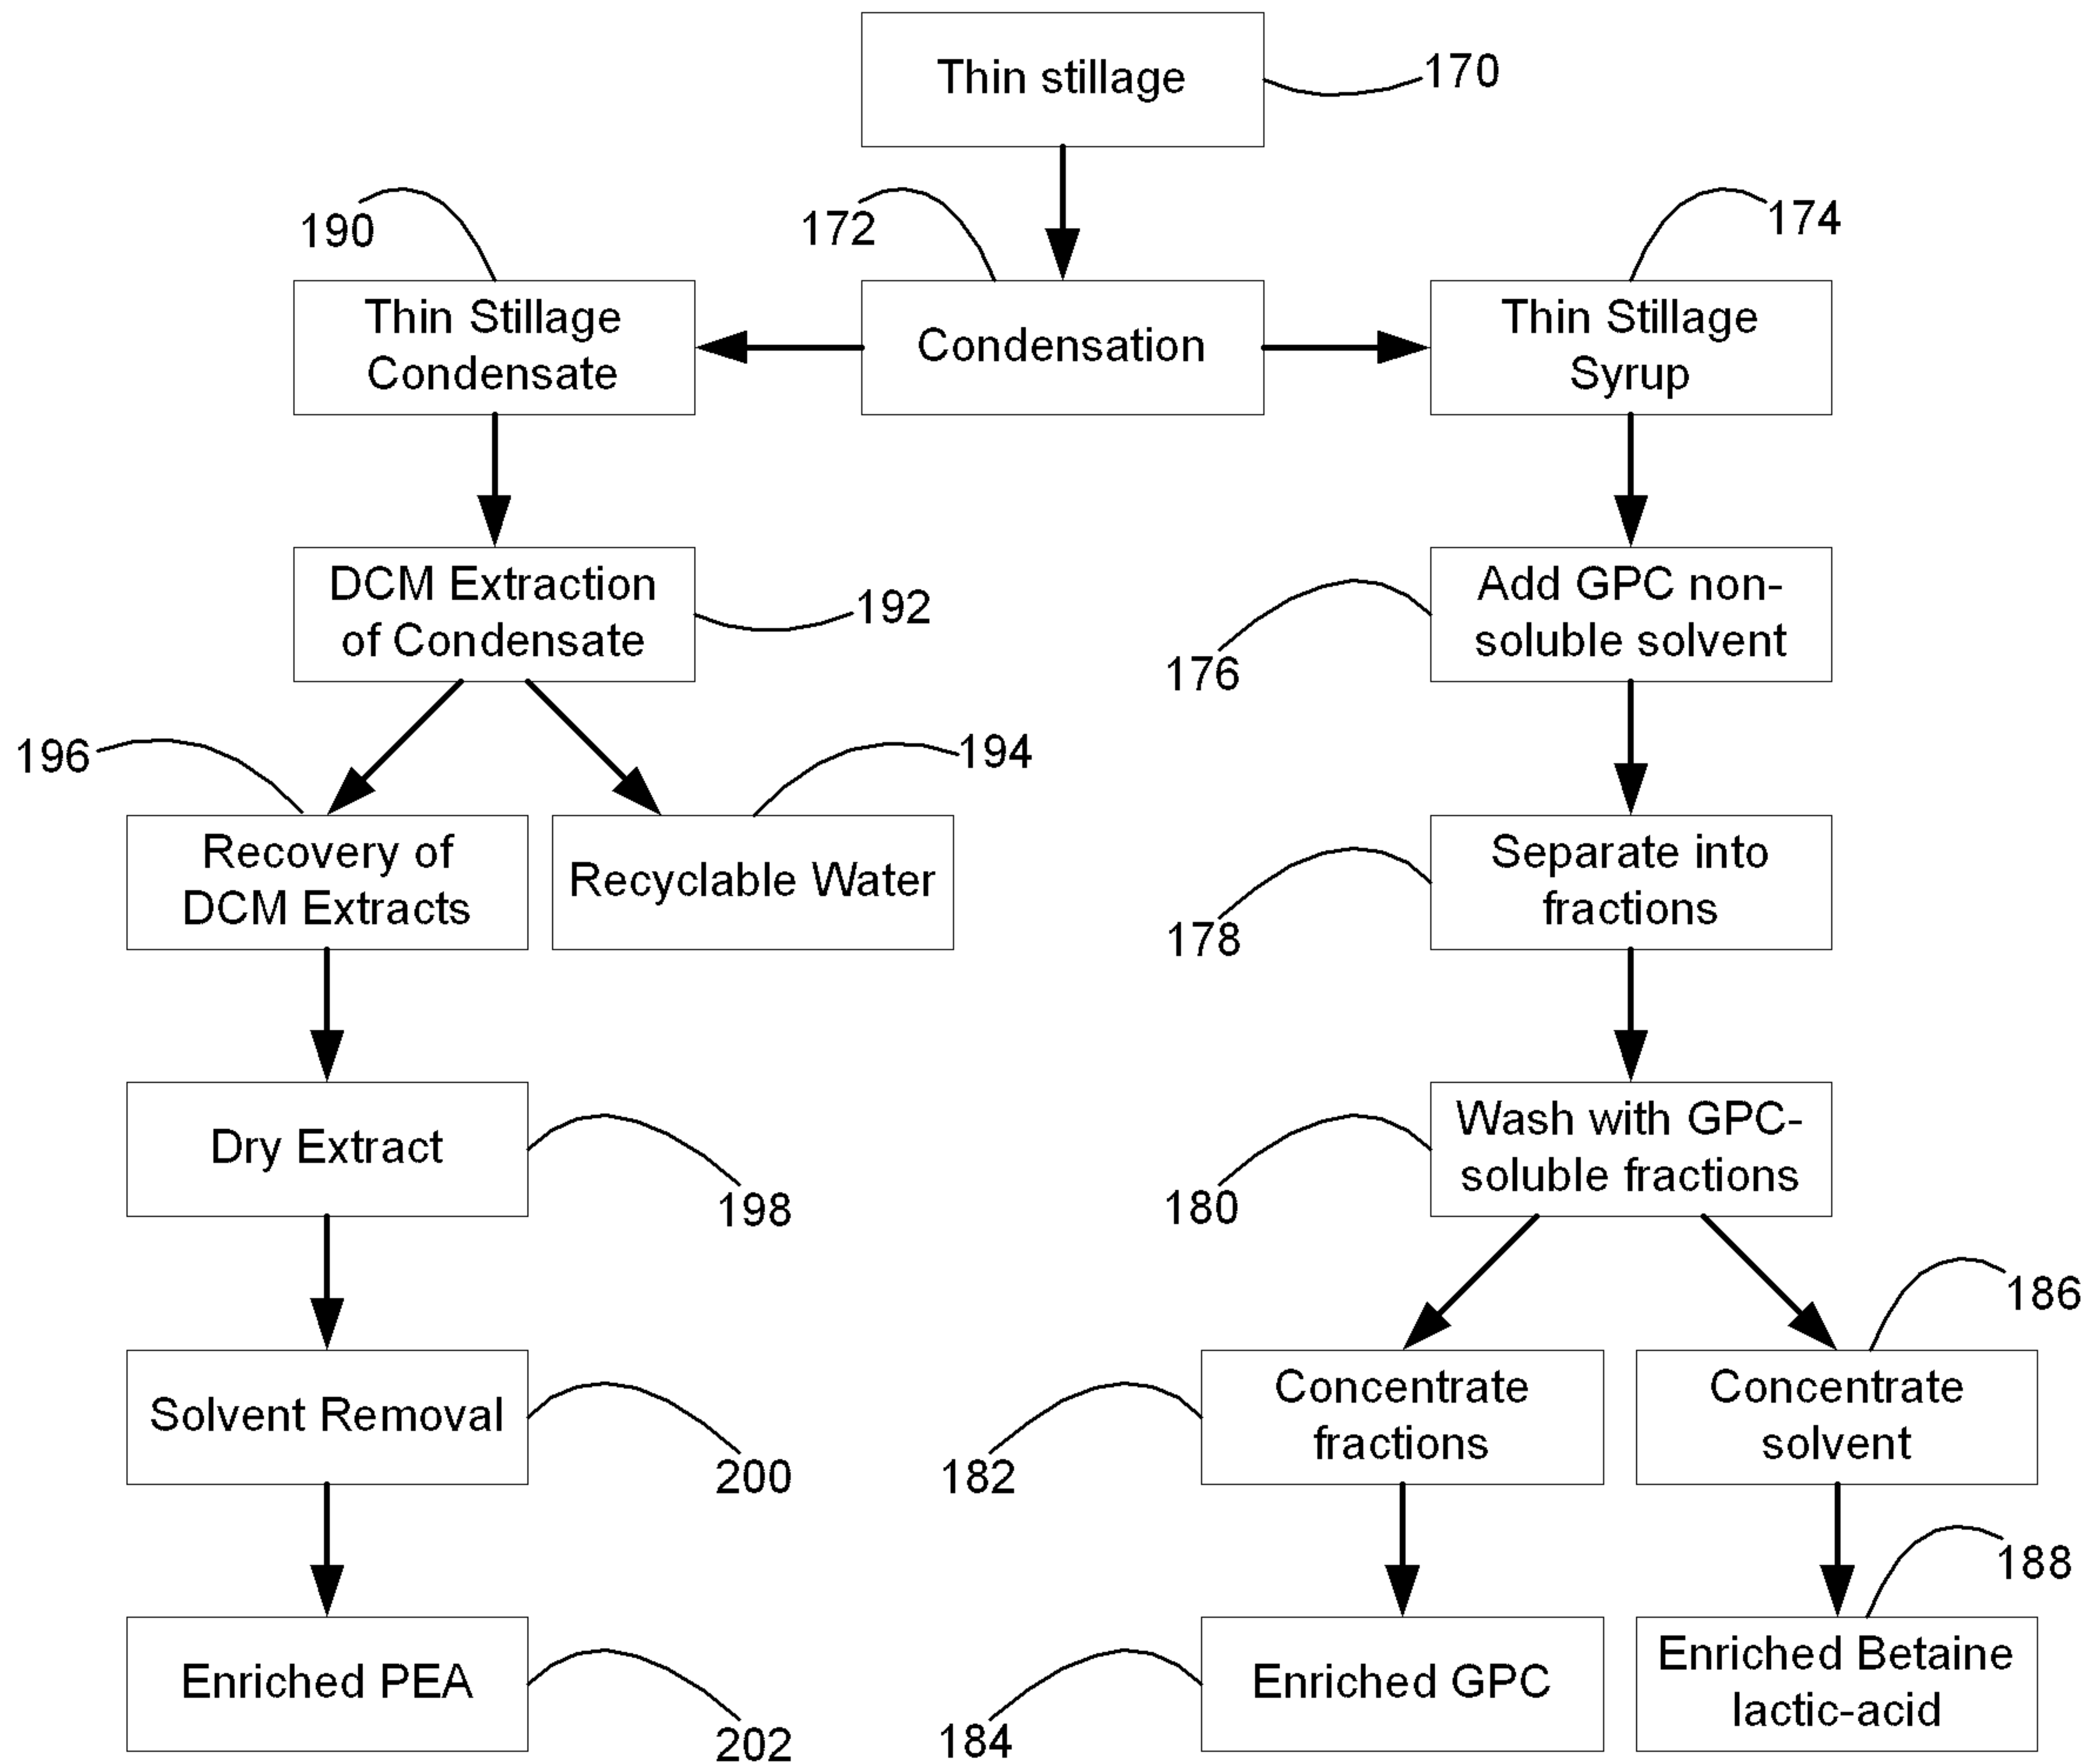 Thin stillage
170
190
172
174
Thin Stillage
Condensate
Condensation
Thin Stillage
Syrup
DCM Extraction
of Condensate
192
Add GPC non-
soluble solvent
176
196
194
Recovery of
DCM Extracts
Recyclable Water
Separate into
fractions
178
Dry Extract
198
Wash with GPC-
soluble fractions
180
186
Solvent Removal
200
Concentrate
fractions
182
Concentrate
solvent
188
Enriched PEA
202
Enriched GPC
184
Enriched Betaine
lactic-acid